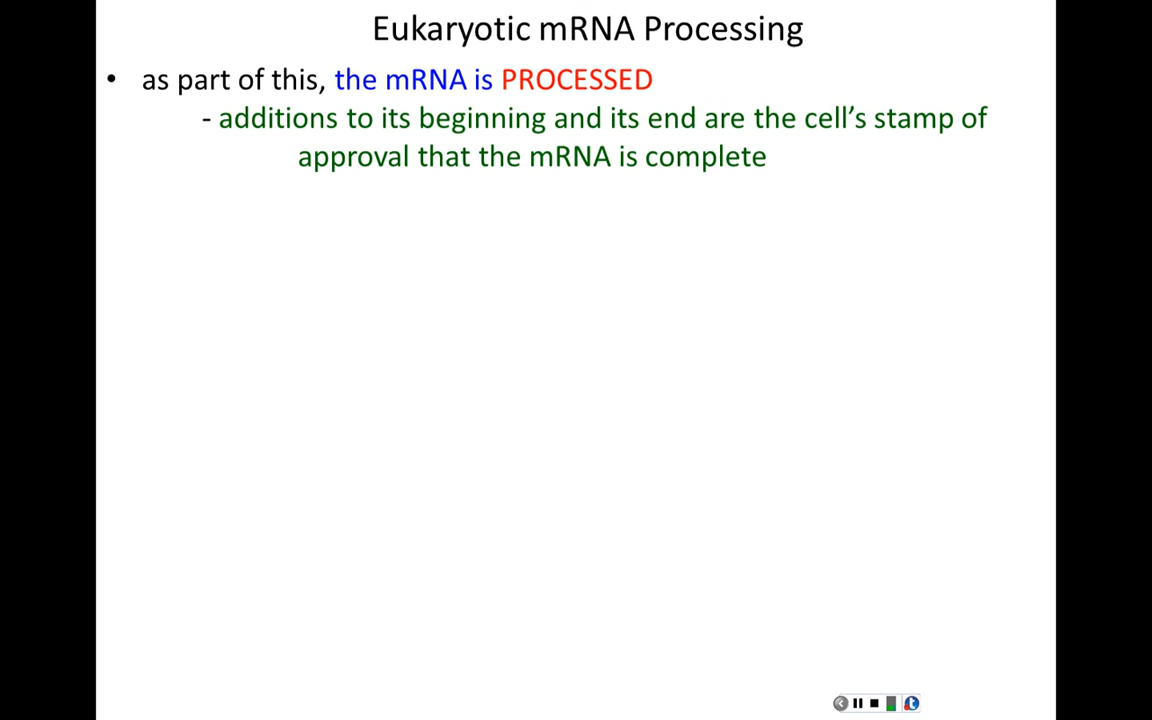 Eukaryotic mRNA Processing
• as part of this, the mRNA is PROCESSED
- additions to its beginning and its end are the cell’s stamp of
approval that the mRNA is complete